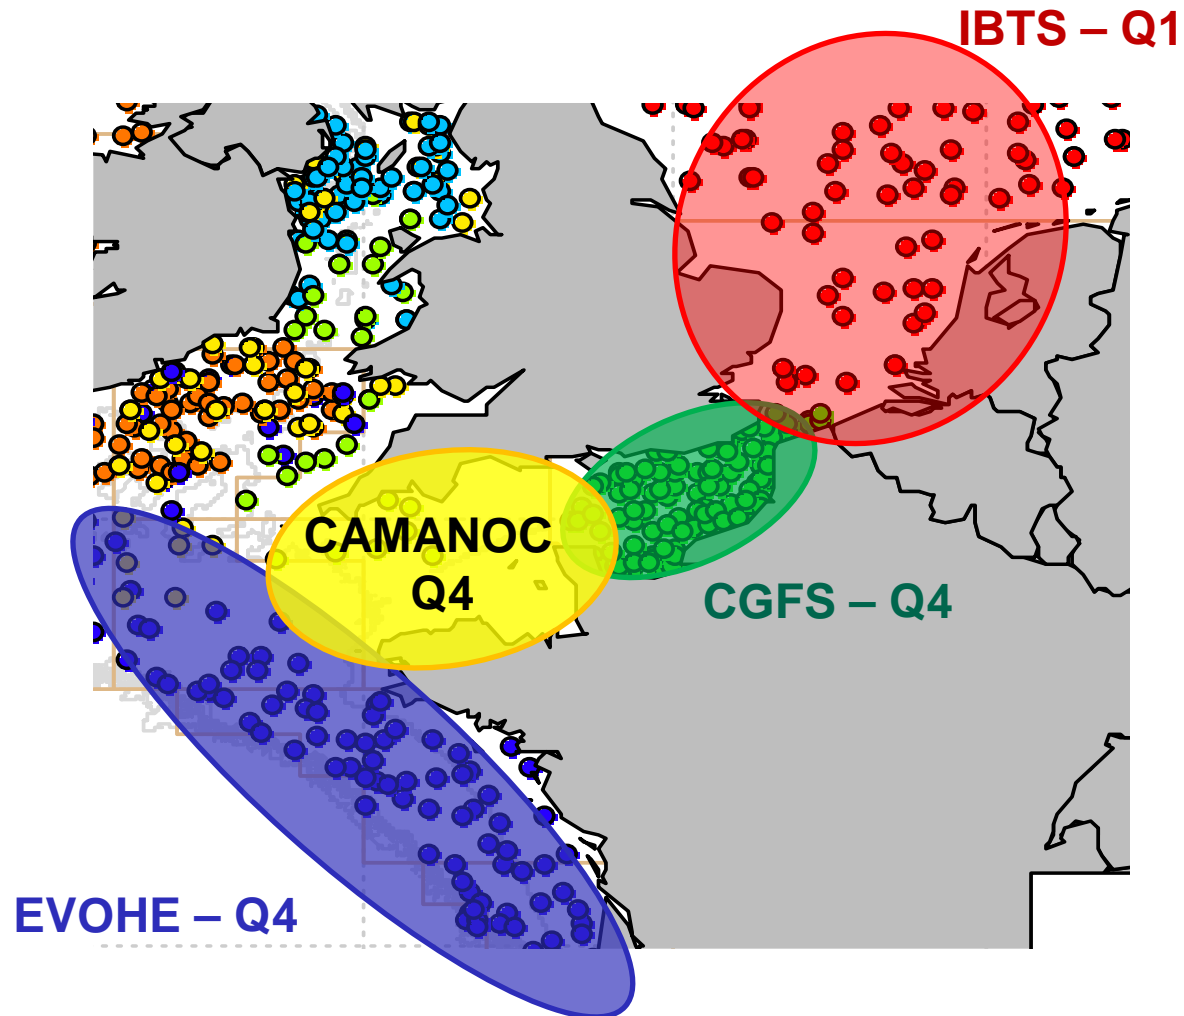 IBTS – Q1
CAMANOC
Q4
CGFS – Q4
EVOHE – Q4